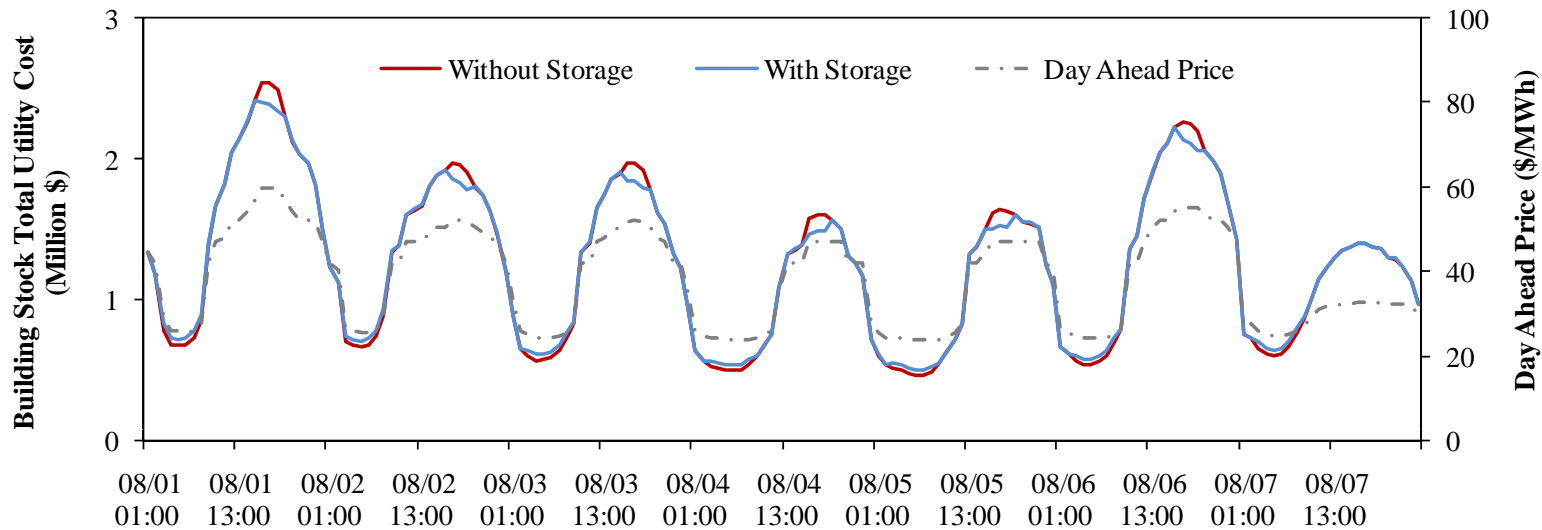 Building Stock Total Utility Cost
(Million $)
3
2
1
0
Without Storage
With Storage
Day Ahead Price
100
80
60
40
20
0
Day Ahead Price ($/MWh)
08/01 08/01 08/02 08/02 08/03 08/03 08/04 08/04 08/05 08/05 08/06 08/06 08/07 08/07
01:00 13:00 01:00 13:00 01:00 13:00 01:00 13:00 01:00 13:00 01:00 13:00 01:00 13:00